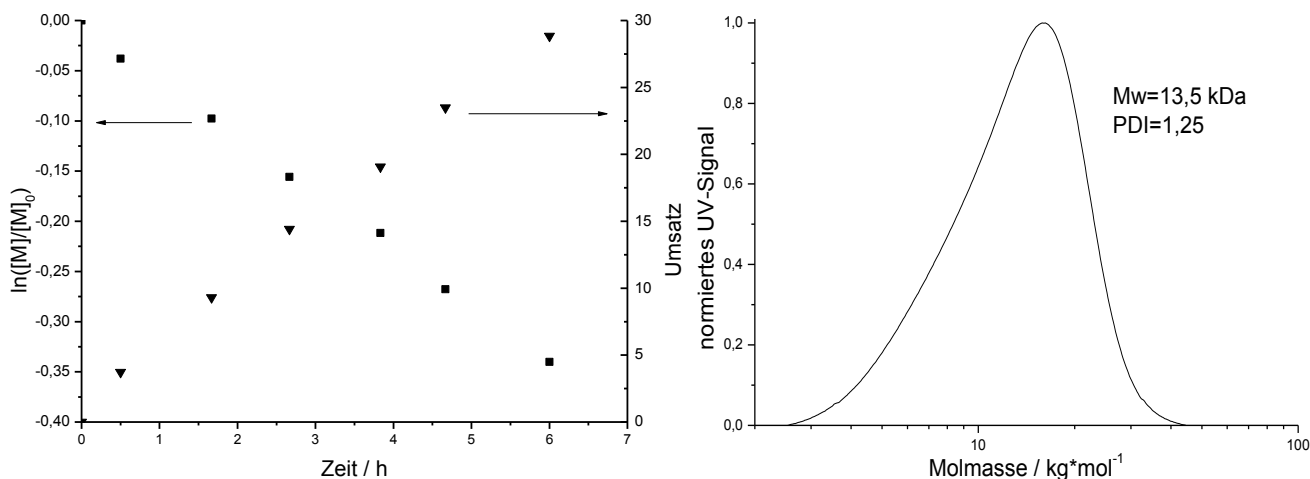 0,00
-0,05
-0,10
-0,15
-0,20
-0,25
-0,30
-0,35
-0,40
ln([M]/[M]0)
0 1 2 3 4 5 6 7
Zeit / h
30
25
20
15
10
5
0
Umsatz
1,0
0,8
0,6
0,4
0,2
0,0
normiertes UV-Signal
Mw=13,5 kDa
PDI=1,25
10 100
Molmasse / kg*mol-1